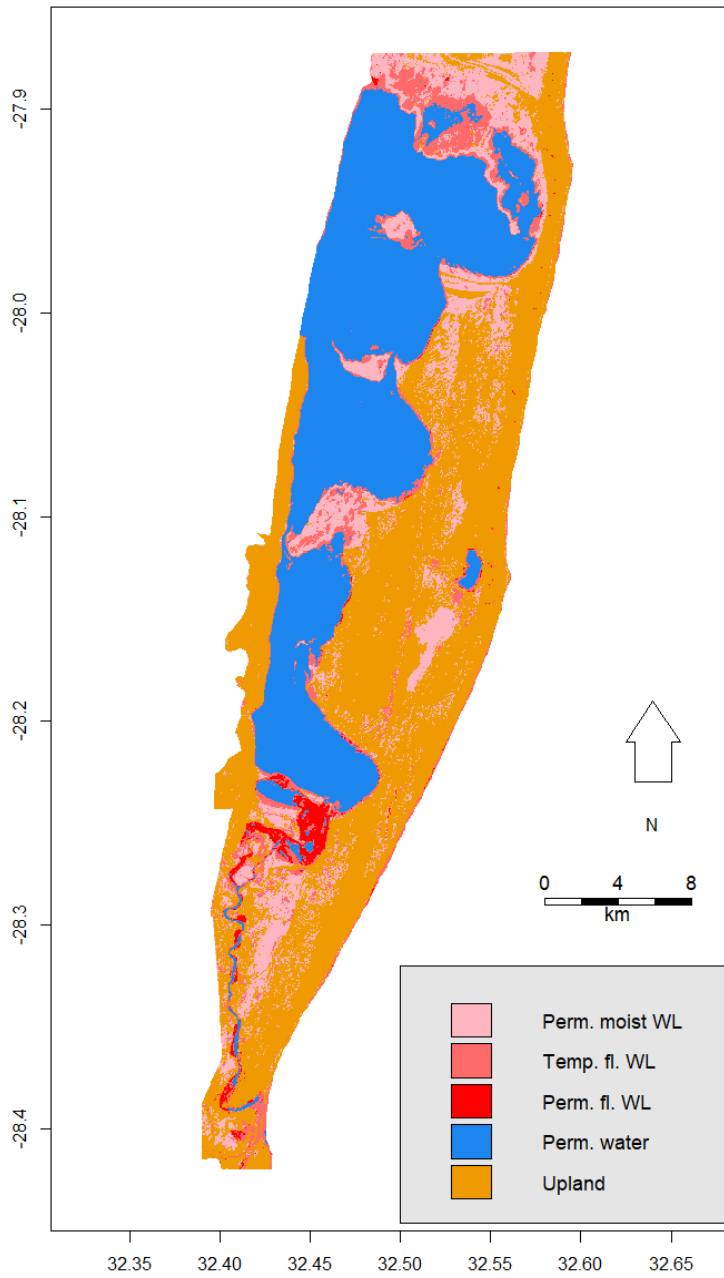 -27.9
-28.0
-28.1
-28.2
-28.3
-28.4
N
0 4 8
km
Perm. moist WL
Temp. fl. WL
Perm. fl. WL
Perm. water
Upland
32.35 32.40 32.45 32.50 32.55 32.60 32.65